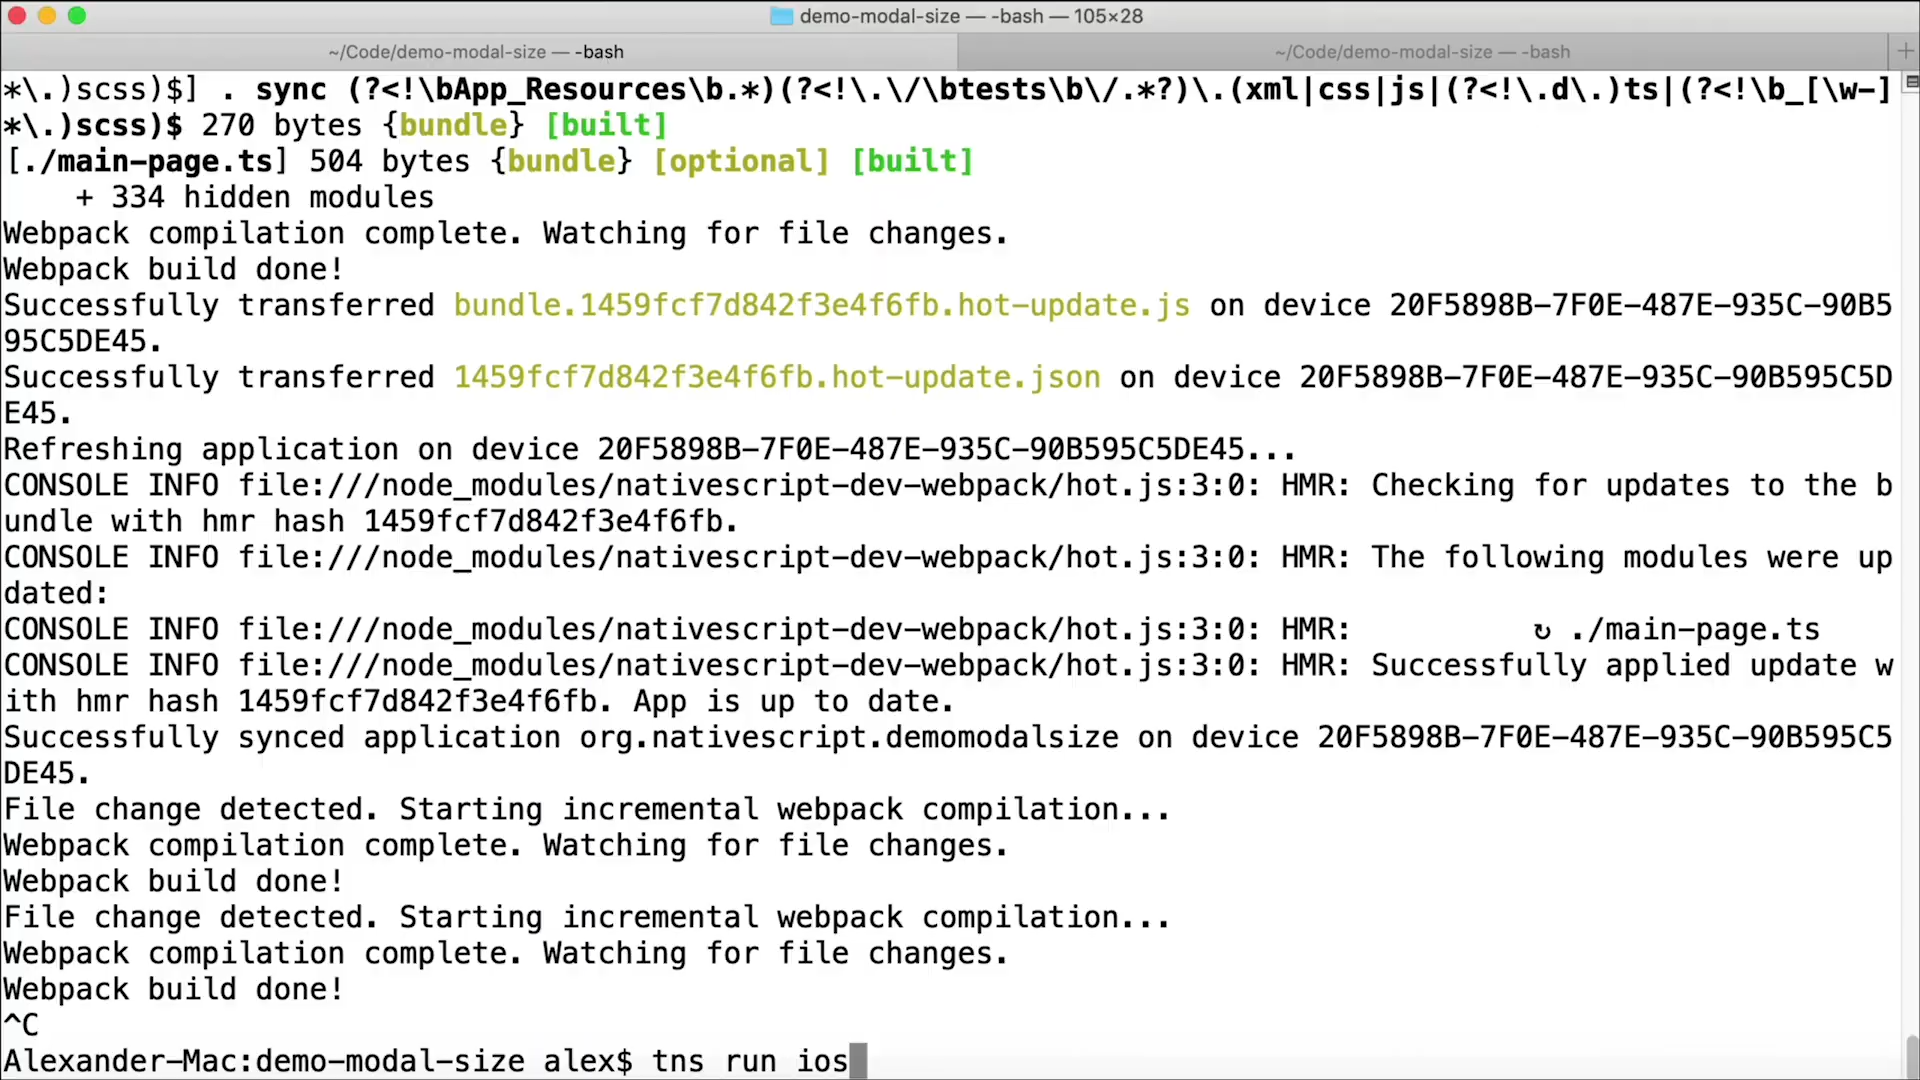 demo-modal-size — -bash — 105×28
~/Code/demo-modal-size — -bash
~/Code/demo-modal-size — -bash
*\.)scss)$] . sync (?<!\bApp_Resources\b.*)(?<!\.\/\btests\b\/.*?)\.(xml|css|js|(?<!\.d\.)ts|(?<!\b_[\w-]
*\.)scss)$ 270 bytes {bundle} [built]
[./main-page.ts] 504 bytes {bundle} [optional] [built]
    + 334 hidden modules
Webpack compilation complete. Watching for file changes.
Webpack build done!
Successfully transferred bundle.1459fcf7d842f3e4f6fb.hot-update.js on device 20F5898B-7F0E-487E-935C-90B5
95C5DE45.
Successfully transferred 1459fcf7d842f3e4f6fb.hot-update.json on device 20F5898B-7F0E-487E-935C-90B595C5D
E45.
Refreshing application on device 20F5898B-7F0E-487E-935C-90B595C5DE45...
CONSOLE INFO file:///node_modules/nativescript-dev-webpack/hot.js:3:0: HMR: Checking for updates to the b
undle with hmr hash 1459fcf7d842f3e4f6fb.
CONSOLE INFO file:///node_modules/nativescript-dev-webpack/hot.js:3:0: HMR: The following modules were up
dated:
CONSOLE INFO file:///node_modules/nativescript-dev-webpack/hot.js:3:0: HMR:          ↻ ./main-page.ts
CONSOLE INFO file:///node_modules/nativescript-dev-webpack/hot.js:3:0: HMR: Successfully applied update w
ith hmr hash 1459fcf7d842f3e4f6fb. App is up to date.
Successfully synced application org.nativescript.demomodalsize on device 20F5898B-7F0E-487E-935C-90B595C5
DE45.
File change detected. Starting incremental webpack compilation...
Webpack compilation complete. Watching for file changes.
Webpack build done!
File change detected. Starting incremental webpack compilation...
Webpack compilation complete. Watching for file changes.
Webpack build done!
^C
Alexander-Mac:demo-modal-size alex$ tns run ios